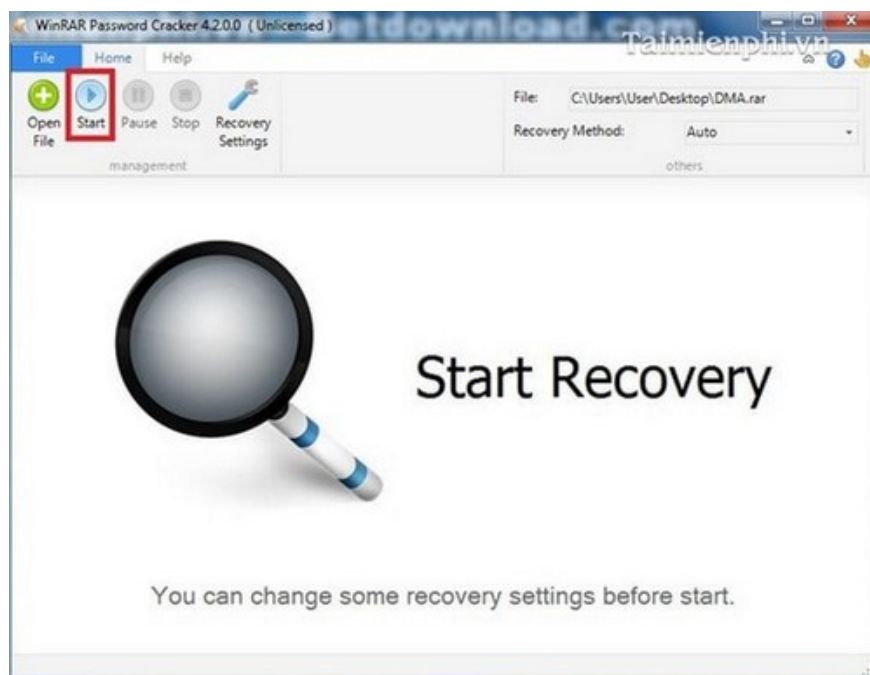 WinRAR Password Cracker 4.2.0.0 ( Unlicensed )
Taimienphi.vn
File Home Help
Open File
Start
Pause
Stop
Recovery Settings
management
File: C:\Users\User\Desktop\DMA.rar
Recovery Method: Auto
others
Start Recovery
You can change some recovery settings before start.